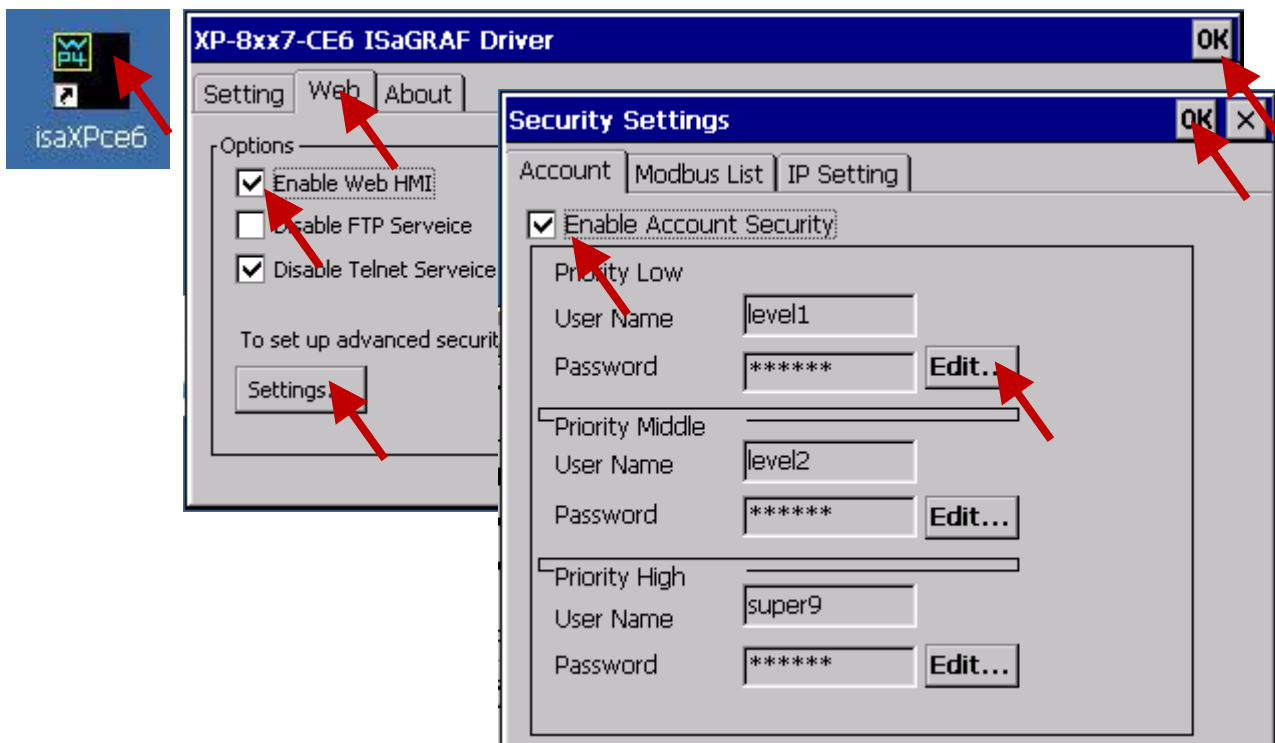 isaXPce6
XP-8xx7-CE6 ISaGRAF Driver
OK
Setting Web About
Options
Enable Web HMI
Disable FTP Serveice
Disable Telnet Serveice
To set up advanced securit
Settings...
Security Settings
OK
Account Modbus List IP Setting
Enable Account Security
Priority Low
User Name level1
Password ****** Edit...
Priority Middle
User Name level2
Password ****** Edit...
Priority High
User Name super9
Password ****** Edit...